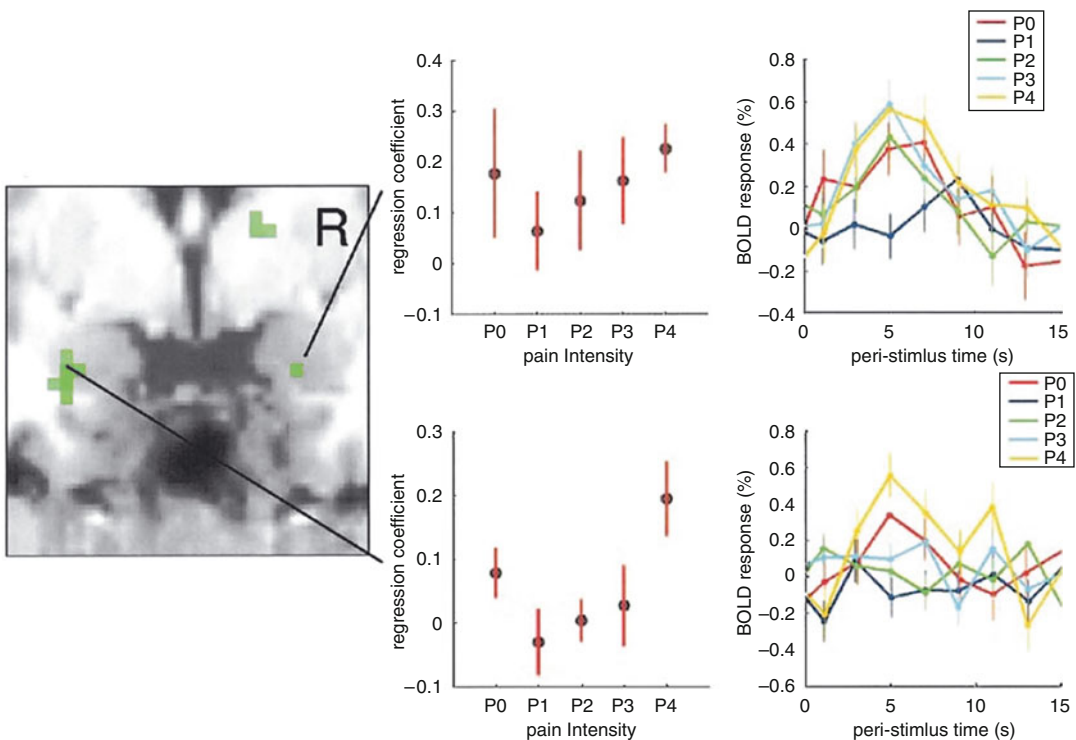 R
0.4
0.3
0.2
0.1
0
−0.1
regression coefficient
P0 P1 P2 P3 P4
pain Intensity
P0
P1
P2
P3
P4
0.8
0.6
0.4
0.2
0
−0.2
−0.4
BOLD response (%)
0 5 10 15
peri-stimlus time (s)
0.3
0.2
0.1
0
−0.1
regression coefficient
P0 P1 P2 P3 P4
pain Intensity
P0
P1
P2
P3
P4
0.8
0.6
0.4
0.2
0
−0.2
−0.4
−0.6
BOLD response (%)
0 5 10 15
peri-stimlus time (s)